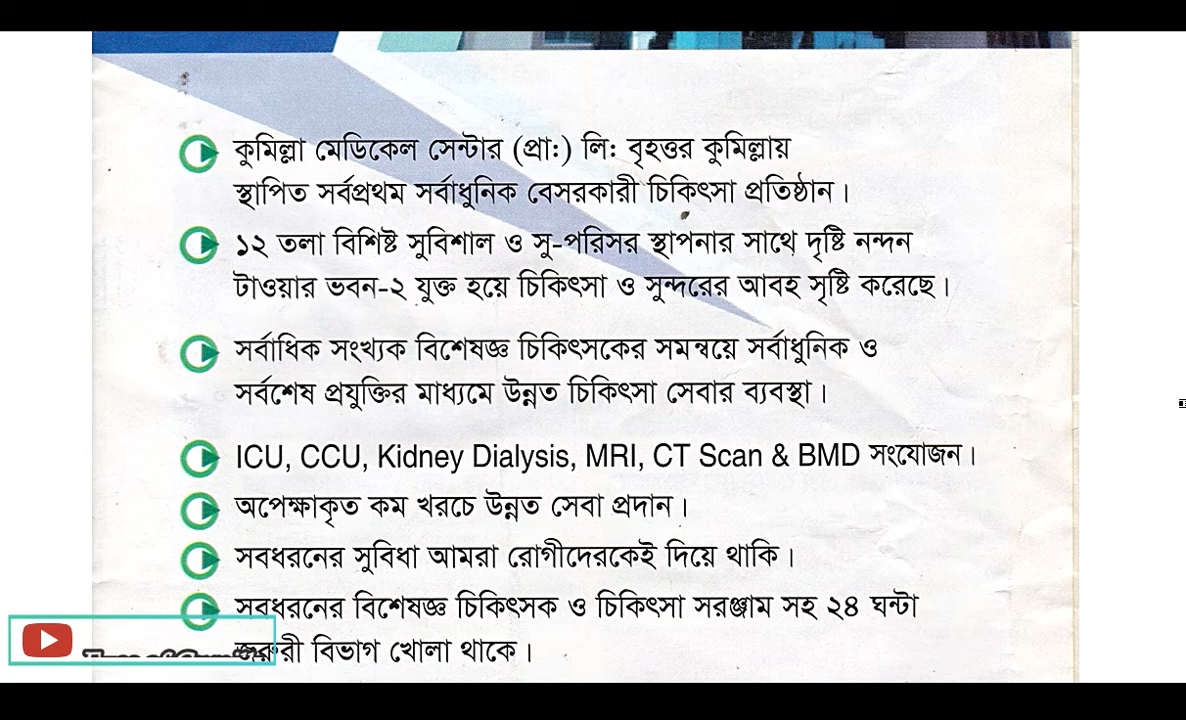 কুমিল্লা মেডিকেল সেন্টার (প্রাঃ) লিঃ বৃহত্তর কুমিল্লায়
স্থাপিত সর্বপ্রথম সর্বাধুনিক বেসরকারী চিকিৎসা প্রতিষ্ঠান।
১২ তলা বিশিষ্ট সুবিশাল ও সু-পরিসর স্থাপনার সাথে দৃষ্টি নন্দন
টাওয়ার ভবন-২ যুক্ত হয়ে চিকিৎসা ও সুন্দরের আবহ সৃষ্টি করেছে।
সর্বাধিক সংখ্যক বিশেষজ্ঞ চিকিৎসকের সমন্বয়ে সর্বাধুনিক ও
সর্বশেষ প্রযুক্তির মাধ্যমে উন্নত চিকিৎসা সেবার ব্যবস্থা।
ICU, CCU, Kidney Dialysis, MRI, CT Scan & BMD সংযোজন।
অপেক্ষাকৃত কম খরচে উন্নত সেবা প্রদান।
সবধরনের সুবিধা আমরা রোগীদেরকেই দিয়ে থাকি।
সবধরনের বিশেষজ্ঞ চিকিৎসক ও চিকিৎসা সরঞ্জাম সহ ২৪ ঘন্টা
জরুরী বিভাগ খোলা থাকে।